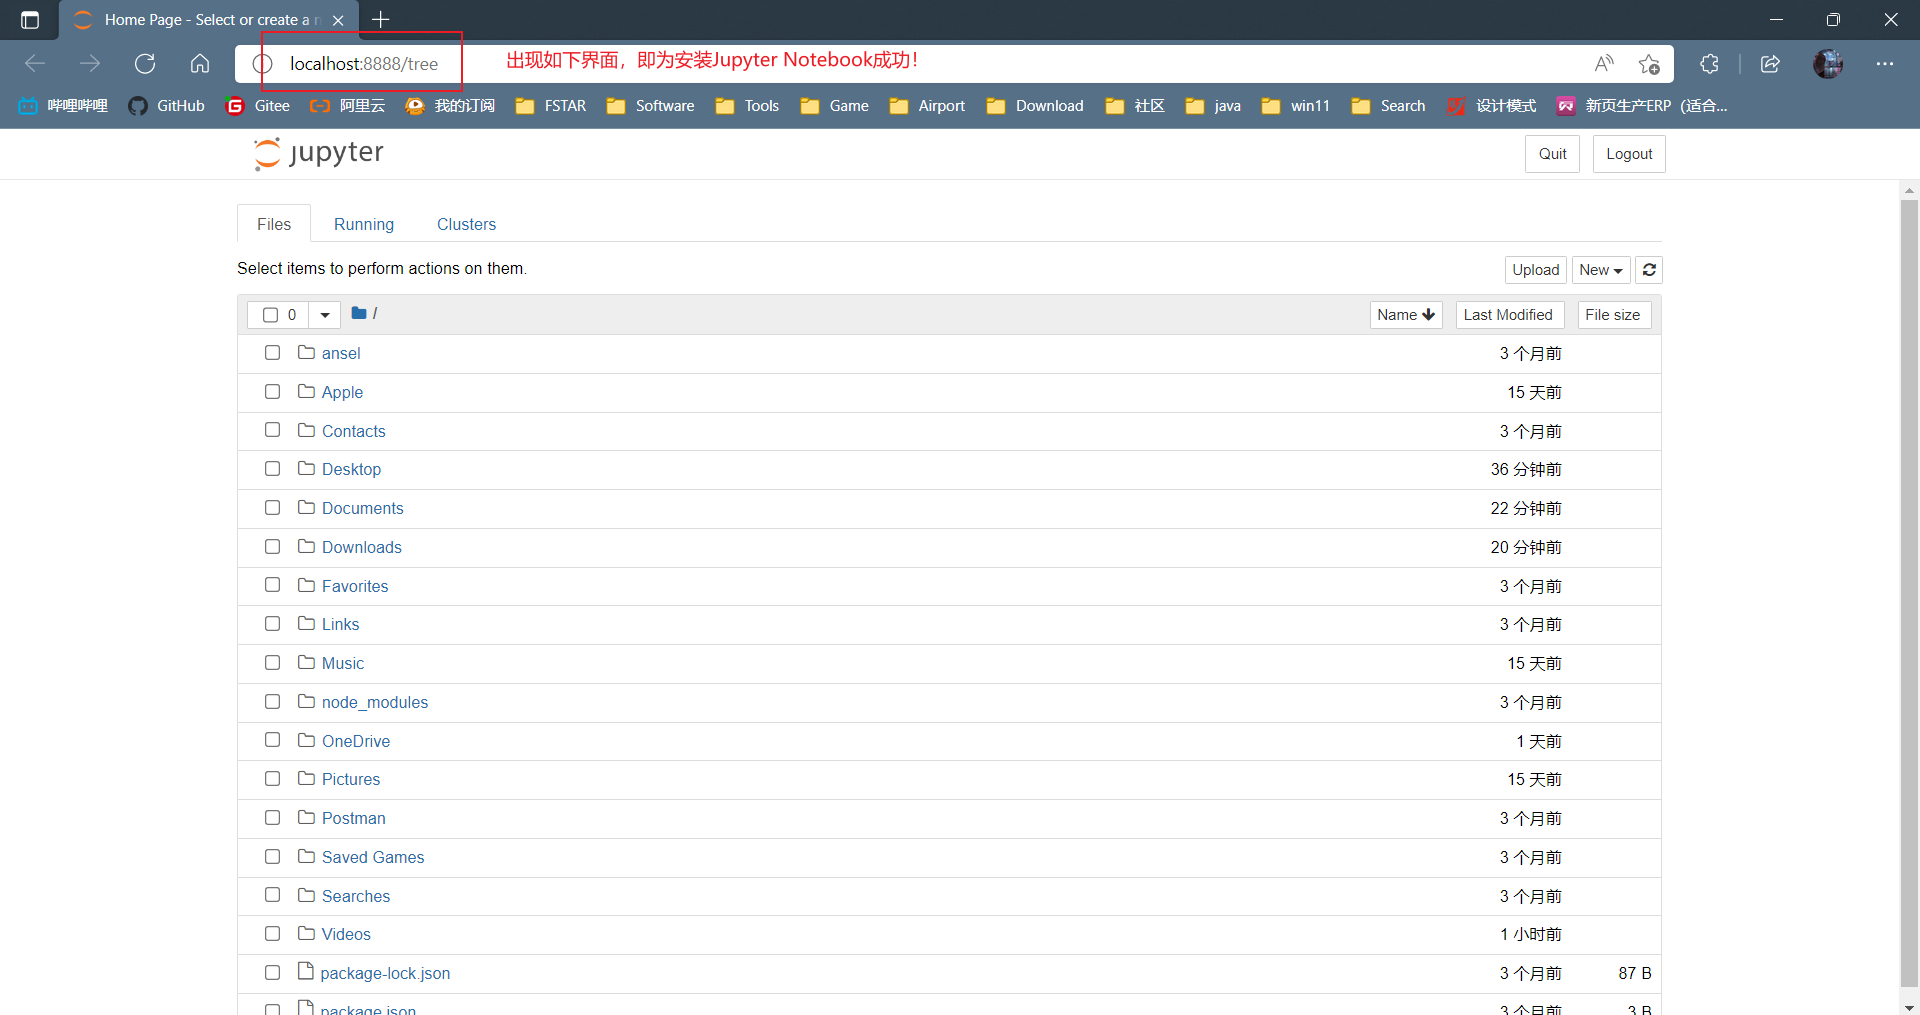 Home Page - Select or create a n
localhost:8888/tree
出现如下界面，即为安装Jupyter Notebook成功！
哔哩哔哩 GitHub Gitee 阿里云 我的订阅 FSTAR Software Tools Game Airport Download 社区 java win11 Search 设计模式 新页生产ERP（适合...
jupyter
Quit Logout
Files Running Clusters
Select items to perform actions on them.
Upload New
0 / Name Last Modified File size
ansel 3 个月前
Apple 15 天前
Contacts 3 个月前
Desktop 36 分钟前
Documents 22 分钟前
Downloads 20 分钟前
Favorites 3 个月前
Links 3 个月前
Music 15 天前
node_modules 3 个月前
OneDrive 1 天前
Pictures 15 天前
Postman 3 个月前
Saved Games 3 个月前
Searches 3 个月前
Videos 1 小时前
package-lock.json 3 个月前 87 B
package.json 3 个月前 3 B